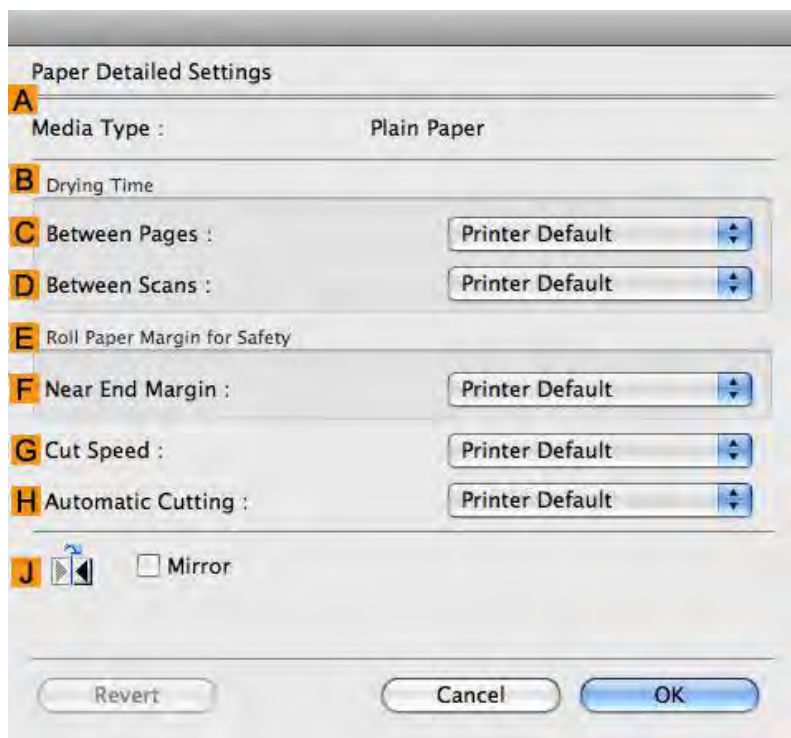 Paper Detailed Settings
A
Media Type : Plain Paper
B Drying Time
C Between Pages : Printer Default
D Between Scans : Printer Default
E Roll Paper Margin for Safety
F Near End Margin : Printer Default
G Cut Speed : Printer Default
H Automatic Cutting : Printer Default
J Mirror
Revert Cancel OK